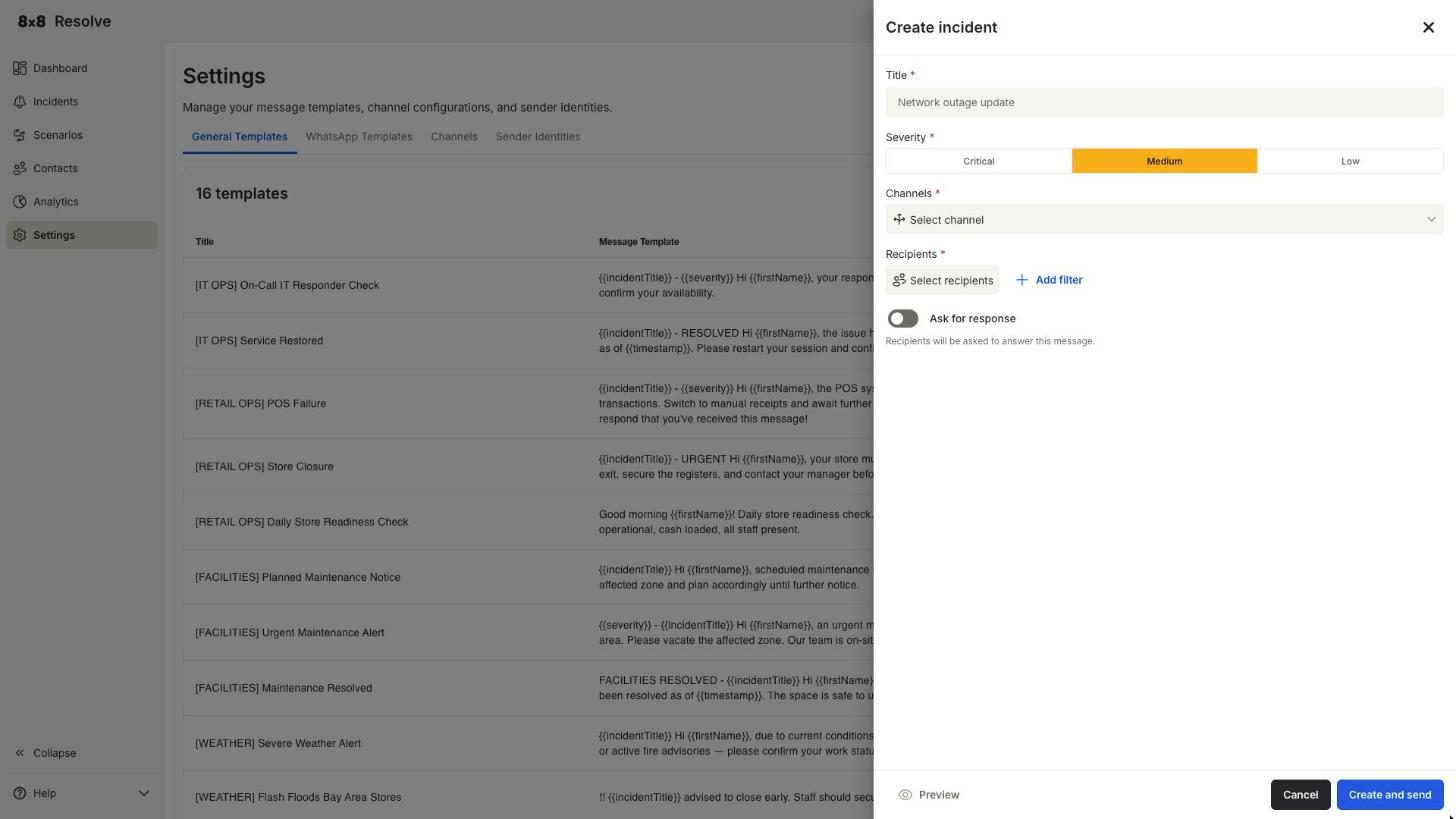 8x8 Resolve
Dashboard
Incidents
Scenarios
Contacts
Analytics
Settings
Collapse
Help
Settings
Manage your message templates, channel configurations, and sender identities.
General Templates WhatsApp Templates Channels Sender Identities
16 templates
Title Message Template
[IT OPS] On-Call IT Responder Check
{{incidentTitle}} - {{severity}} Hi {{firstName}}, your respon
confirm your availability.
[IT OPS] Service Restored
{{incidentTitle}} - RESOLVED Hi {{firstName}}, the issue h
as of {{timestamp}}. Please restart your session and confi
[RETAIL OPS] POS Failure
{{incidentTitle}} - {{severity}} Hi {{firstName}}, the POS sys
transactions. Switch to manual receipts and await further
respond that you've received this message!
[RETAIL OPS] Store Closure
{{incidentTitle}} - URGENT Hi {{firstName}}, your store mu
exit, secure the registers, and contact your manager befo
[RETAIL OPS] Daily Store Readiness Check
Good morning {{firstName}}! Daily store readiness check.
operational, cash loaded, all staff present.
[FACILITIES] Planned Maintenance Notice
{{incidentTitle}} Hi {{firstName}}, scheduled maintenance
affected zone and plan accordingly until further notice.
[FACILITIES] Urgent Maintenance Alert
{{severity}} - {{incidentTitle}} Hi {{firstName}}, an urgent m
area. Please vacate the affected zone. Our team is on-sit
[FACILITIES] Maintenance Resolved
FACILITIES RESOLVED - {{incidentTitle}} Hi {{firstName}}
been resolved as of {{timestamp}}. The space is safe to u
[WEATHER] Severe Weather Alert
{{incidentTitle}} Hi {{firstName}}, due to current conditions
or active fire advisories — please confirm your work statu
[WEATHER] Flash Floods Bay Area Stores
!! {{incidentTitle}} advised to close early. Staff should secu
Create incident
Title *
Network outage update
Severity *
Critical Medium Low
Channels *
Select channel
Recipients *
Select recipients Add filter
Ask for response
Recipients will be asked to answer this message.
Preview Cancel Create and send